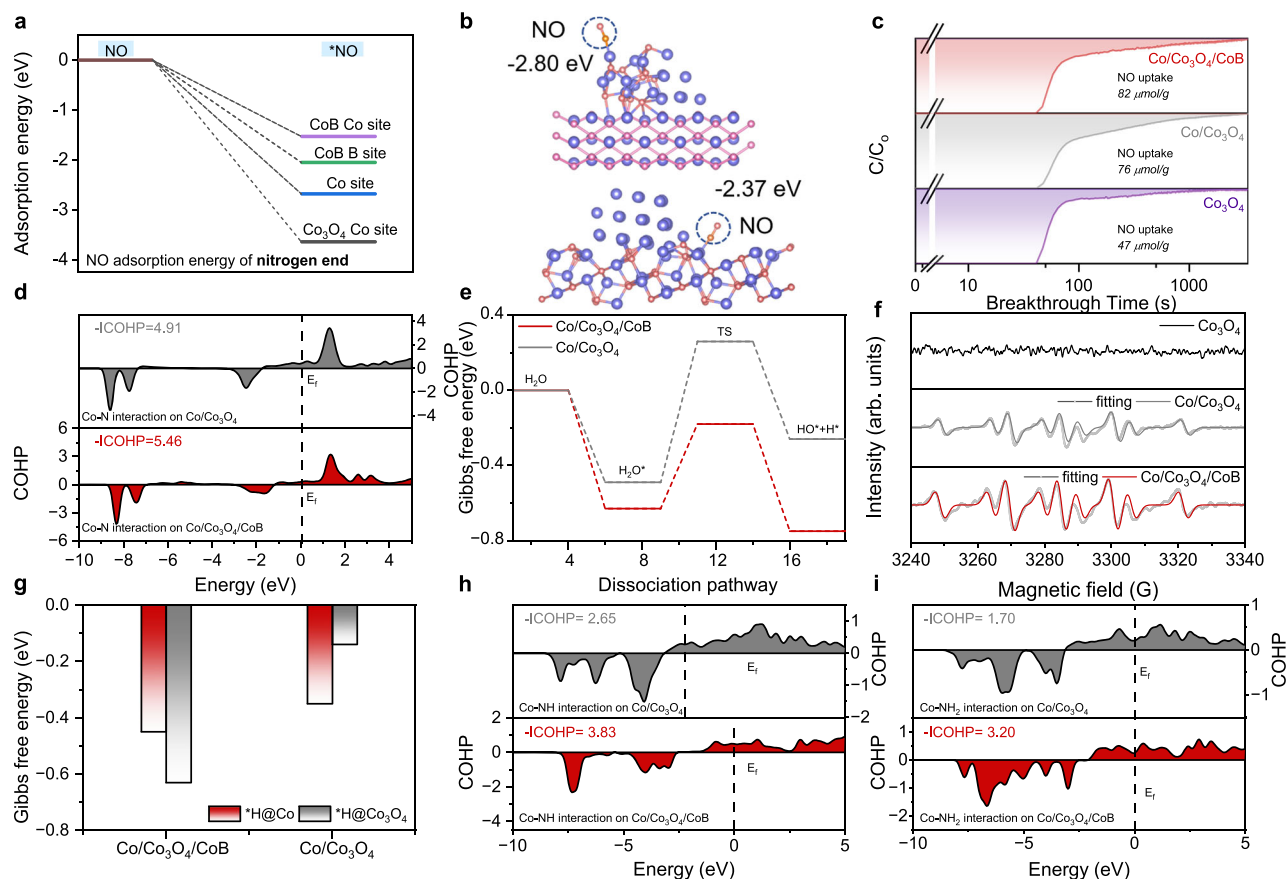 a
NO
*NO
0
−1
−2
−3
−4
Adsorption energy (eV)
CoB Co site
CoB B site
Co site
Co₃O₄ Co site
NO adsorption energy of nitrogen end
b
NO
-2.80 eV
-2.37 eV
NO
c
C/Cₒ
Co/Co₃O₄/CoB
NO uptake
82 μmol/g
Co/Co₃O₄
NO uptake
76 μmol/g
Co₃O₄
NO uptake
47 μmol/g
0 10 100 1000
Breakthrough Time (s)
d
-ICOHP=4.91
4
2
0
−2
−4
COHP
E_f
Co-N interaction on Co/Co₃O₄
-ICOHP=5.46
6
3
0
−3
−6
COHP
E_f
Co-N interaction on Co/Co₃O₄/CoB
−10 −8 −6 −4 −2 0 2 4
Energy (eV)
e
0.4
0.0
−0.4
−0.8
Gibbs free energy (eV)
Co/Co₃O₄/CoB
Co/Co₃O₄
TS
H₂O
H₂O*
HO*+H*
0 4 8 12 16
Dissociation pathway
f
Intensity (arb. units)
Co₃O₄
fitting Co/Co₃O₄
fitting Co/Co₃O₄/CoB
3240 3260 3280 3300 3320 3340
Magnetic field (G)
g
0.0
−0.2
−0.4
−0.6
−0.8
Gibbs free energy (eV)
*H@Co *H@Co₃O₄
Co/Co₃O₄/CoB Co/Co₃O₄
h
-ICOHP= 2.65
1
0
−1
−2
COHP
E_f
Co-NH interaction on Co/Co₃O₄
-ICOHP= 3.83
2
0
−2
−4
COHP
E_f
Co-NH interaction on Co/Co₃O₄/CoB
−10 −5 0 5
Energy (eV)
i
-ICOHP= 1.70
1
0
−1
COHP
E_f
Co-NH₂ interaction on Co/Co₃O₄
-ICOHP= 3.20
1
0
−1
−2
COHP
E_f
Co-NH₂ interaction on Co/Co₃O₄/CoB
−10 −5 0 5
Energy (eV)